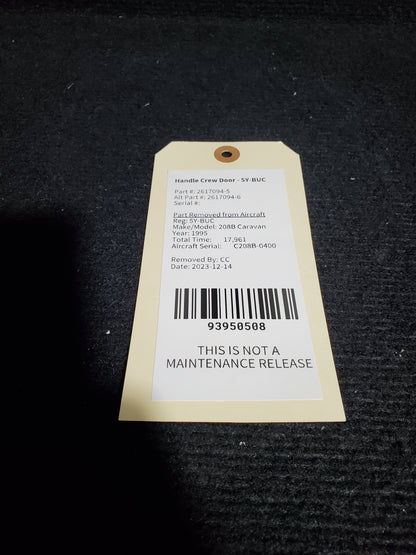 Handle Crew Door - 5Y-BUC
Part #: 2617094-5
Alt Part #: 2617094-6
Serial #:
Part Removed from Aircraft
Reg: 5Y-BUC
Make/Model: 208B Caravan
Year: 1995
Total Time: 17,961
Aircraft Serial: C208B-0400
Removed By: CC
Date: 2023-12-14
93950508
THIS IS NOT A
MAINTENANCE RELEASE